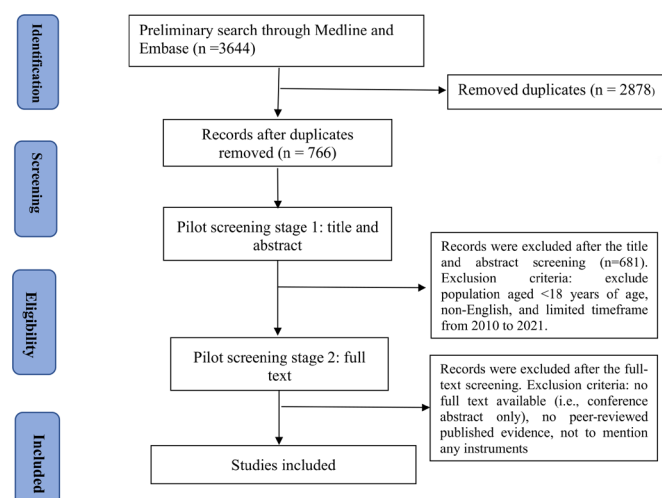 Identification
Preliminary search through Medline and
Embase (n =3644)
Removed duplicates (n = 2878)
Records after duplicates
removed (n = 766)
Screening
Pilot screening stage 1: title and
abstract
Records were excluded after the title
and abstract screening (n=681).
Exclusion criteria: exclude
population aged <18 years of age,
non-English, and limited timeframe
from 2010 to 2021.
Eligibility
Pilot screening stage 2: full
text
Records were excluded after the full-
text screening. Exclusion criteria: no
full text available (i.e., conference
abstract only), no peer-reviewed
published evidence, not to mention
any instruments
Included
Studies included